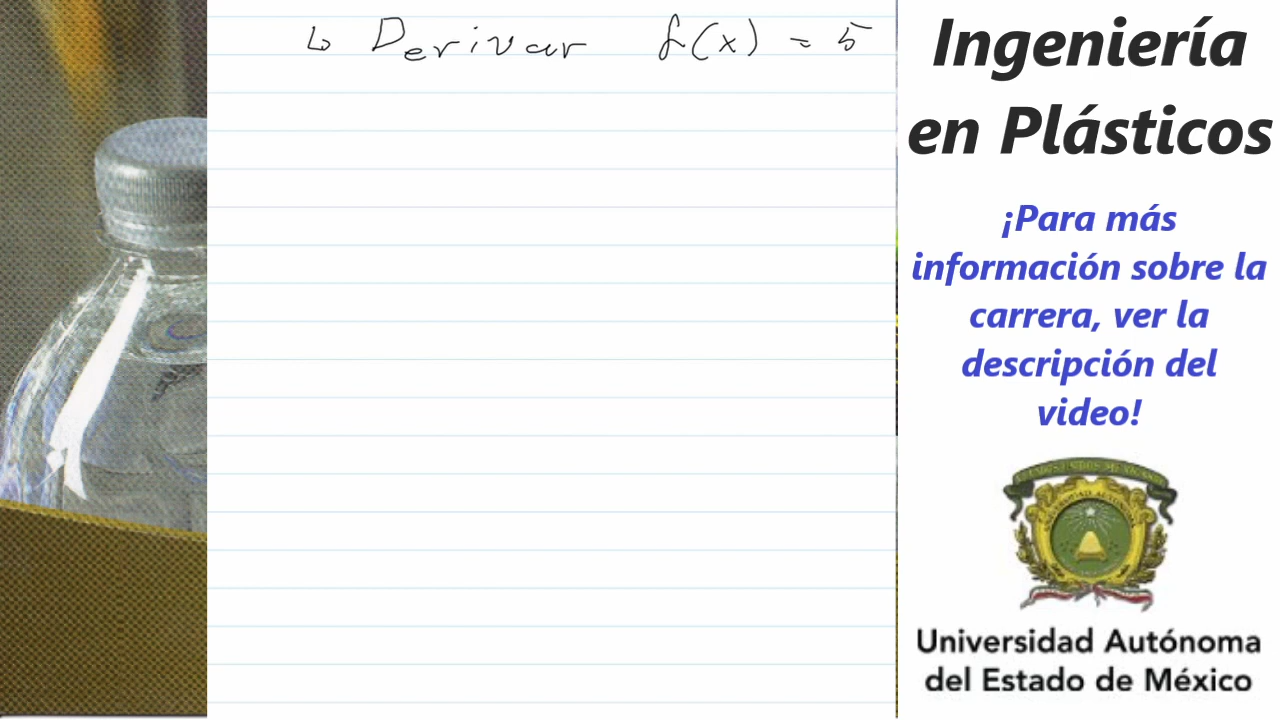 ↳ Derivar f(x) = 5
Ingeniería
en Plásticos
¡Para más
información sobre la
carrera, ver la
descripción del
video!
Universidad Autónoma
del Estado de México